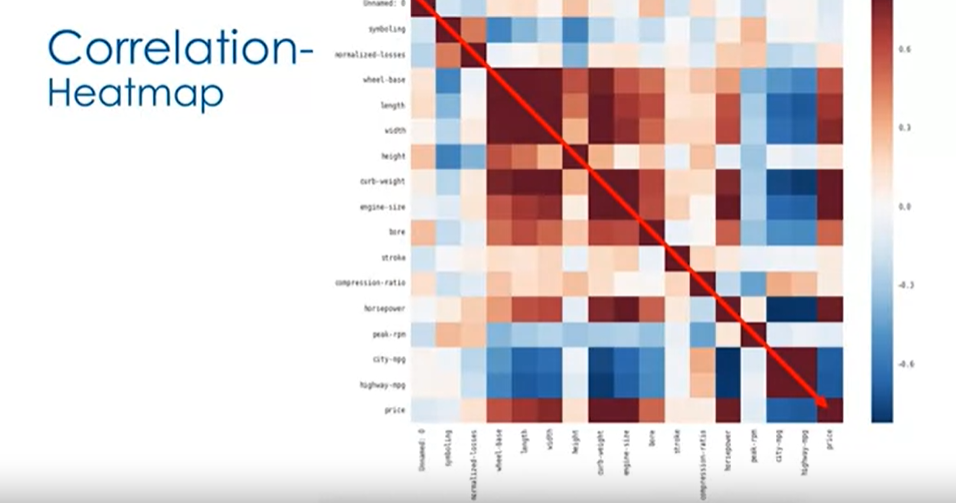 Correlation-
Heatmap
Unnamed: 0
symboling
normalized-losses
wheel-base
length
width
height
curb-weight
engine-size
bore
stroke
compression-ratio
horsepower
peak-rpm
city-mpg
highway-mpg
price
Unnamed: 0
symboling
normalized-losses
wheel-base
length
width
height
curb-weight
engine-size
bore
stroke
compression-ratio
horsepower
peak-rpm
city-mpg
highway-mpg
price
0.6
0.3
0.0
-0.3
-0.6